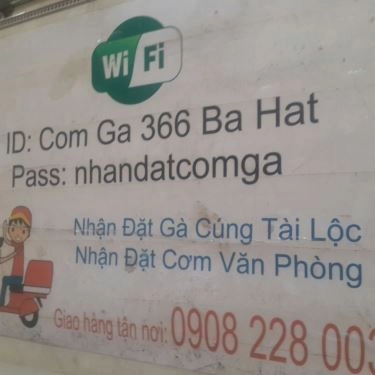 Wi Fi
ID: Com Ga 366 Ba Hat
Pass: nhandatcomga
Nhận Đặt Gà Cúng Tài Lộc
Nhận Đặt Cơm Văn Phòng
Giao hàng tận nơi: 0908 228 003